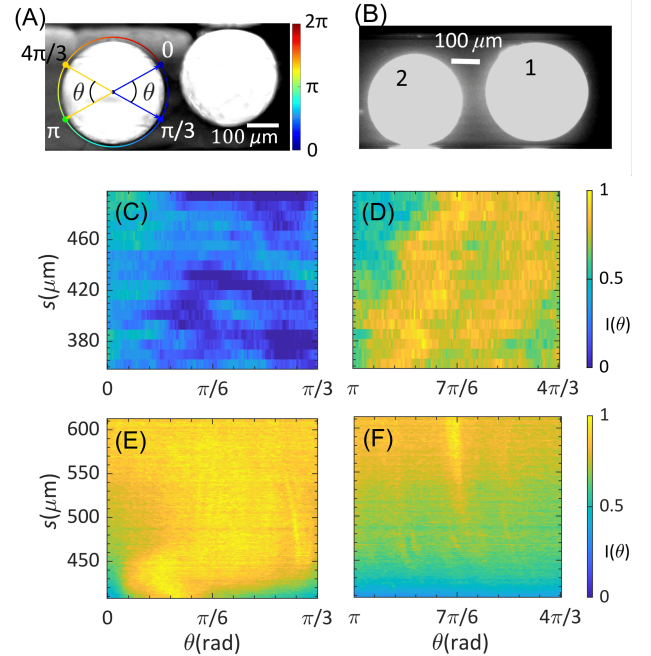 (A)
4π/3
0
θ
θ
π
π/3
100 μm
2π
π
0
(B)
100 μm
2
1
(C)
(D)
s(μm)
460
420
380
0
π/6
π/3
π
7π/6
4π/3
1
0.5
0
I(θ)
(E)
(F)
s(μm)
600
550
500
450
0
π/6
π/3
π
7π/6
4π/3
θ(rad)
θ(rad)
1
0.5
0
I(θ)